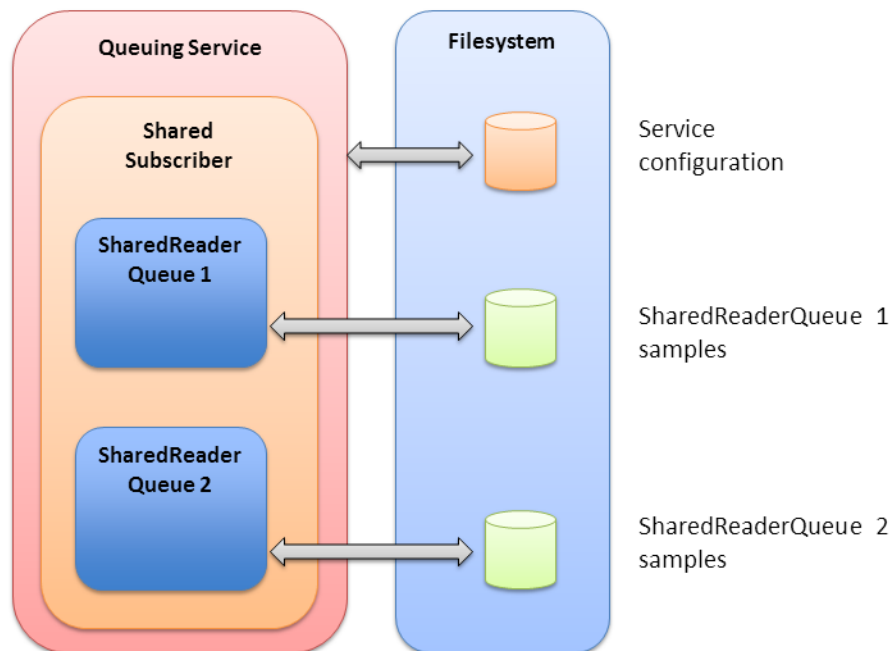 Queuing Service
Filesystem
Shared
Subscriber
Service
configuration
SharedReader
Queue 1
SharedReaderQueue 1
samples
SharedReader
Queue 2
SharedReaderQueue 2
samples